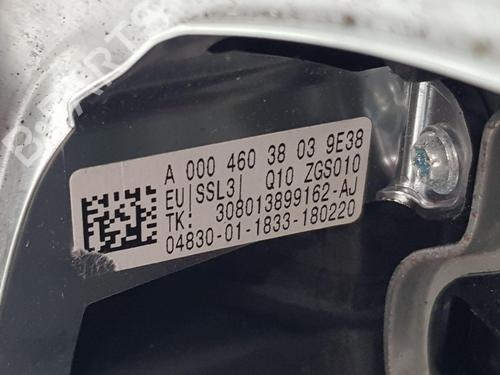 A 000 460 38 03 9E38
EU|SSL3| Q10 ZGS010
TK: 308013899162-AJ
04830-01-1833-180220